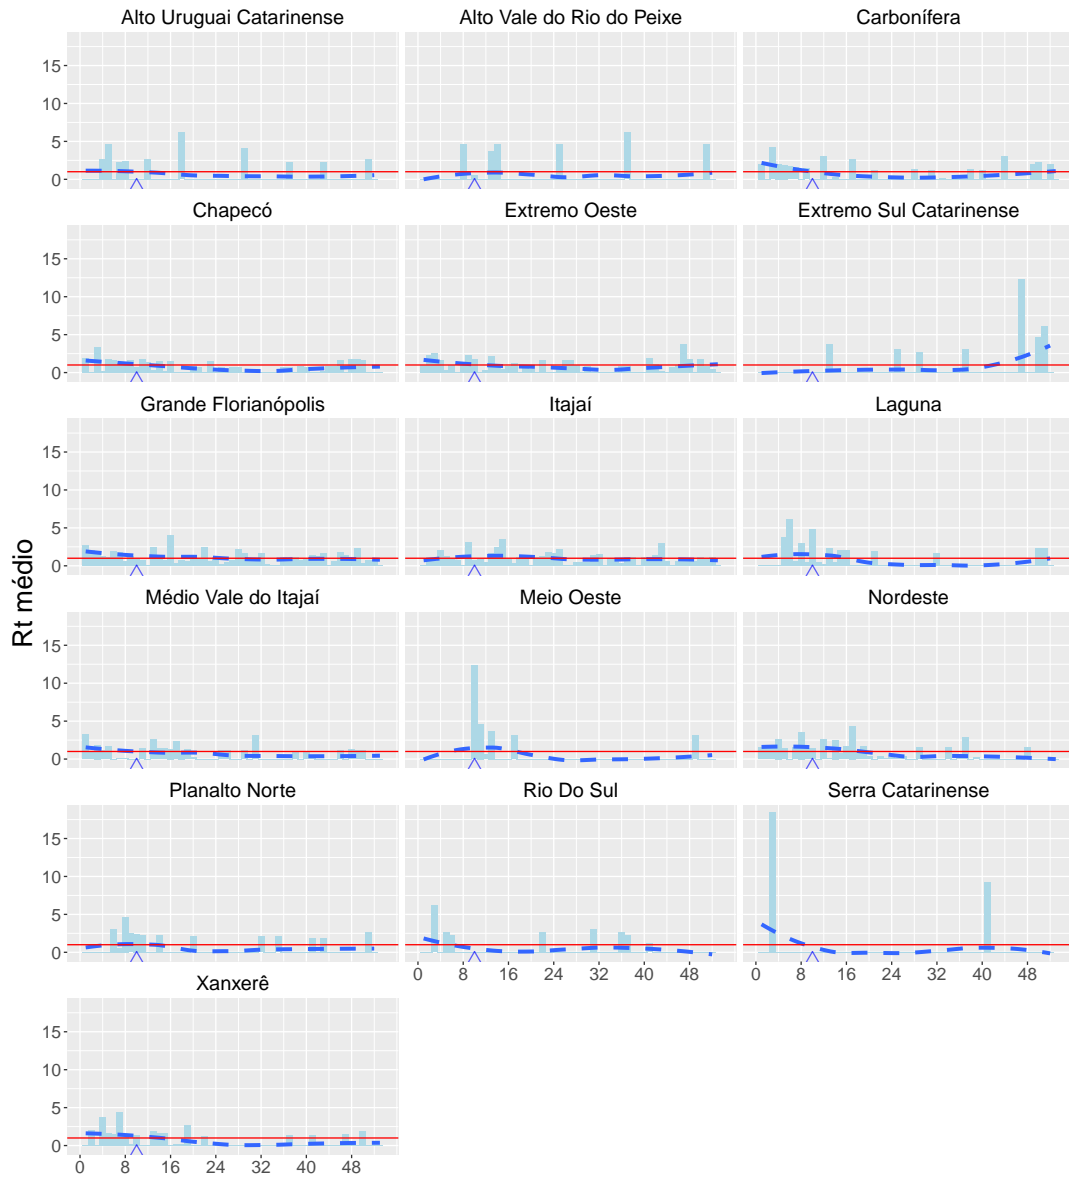 Alto Uruguai Catarinense Alto Vale do Rio do Peixe Carbonífera
15
10
5
0
Chapecó Extremo Oeste Extremo Sul Catarinense
15
10
5
0
Grande Florianópolis Itajaí Laguna
15
10
5
0
Rt médio
Médio Vale do Itajaí Meio Oeste Nordeste
15
10
5
0
Planalto Norte Rio Do Sul Serra Catarinense
15
10
5
0
0 8 16 24 32 40 48 0 8 16 24 32 40 48
Xanxerê
15
10
5
0
0 8 16 24 32 40 48